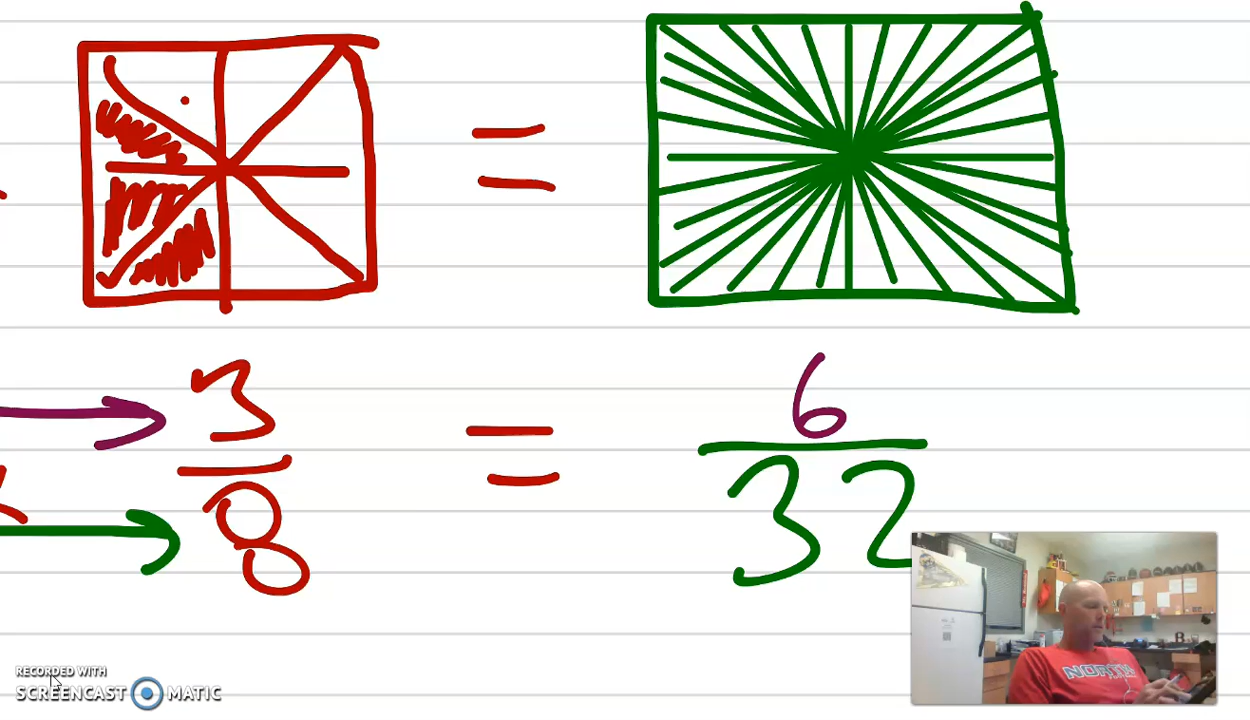 = 
3 = 6
8 32
NORTH
RECORDED WITH
SCREENCAST MATIC